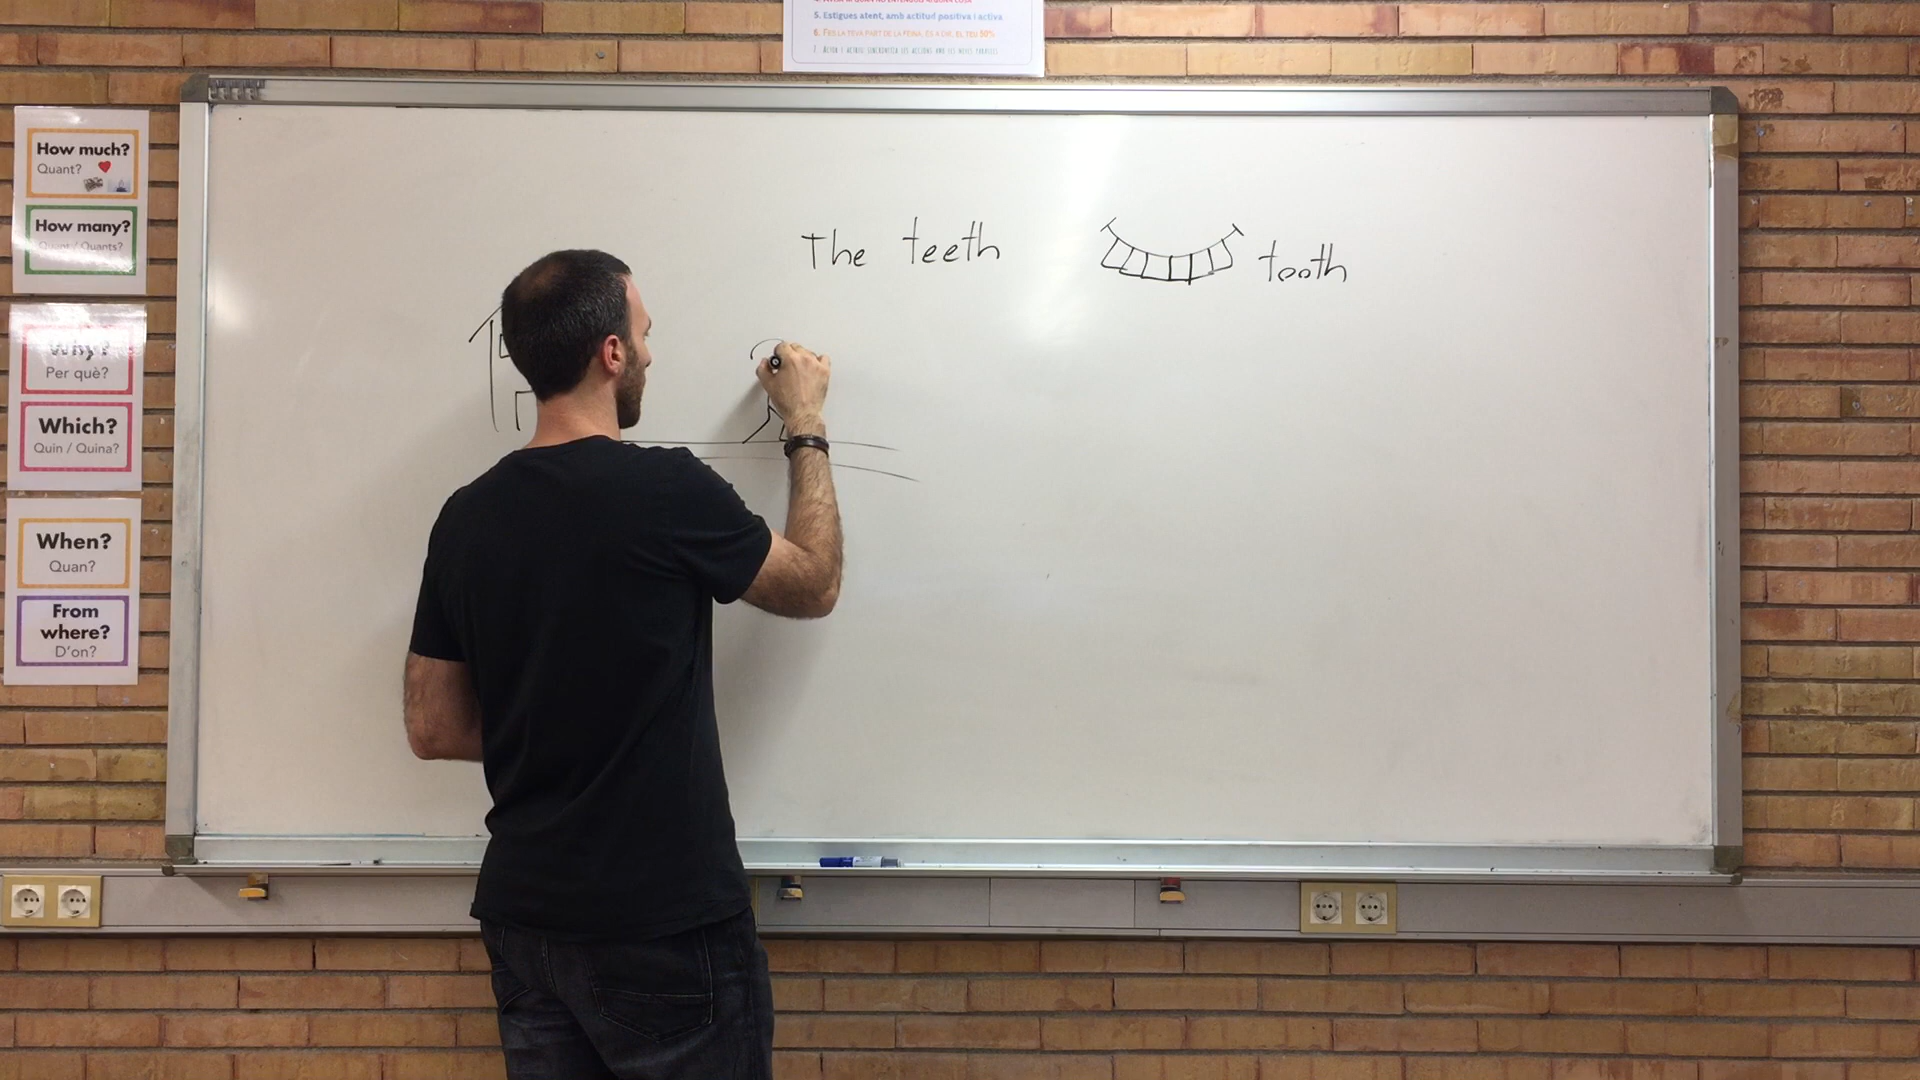 5. Estigues atent, amb actitud positiva i activa
6. FES LA TEVA PART DE LA FEINA, ÉS A DIR, EL TEU 50%
How much?
Quant?
How many?
Quant / Quants?
Why?
Per què?
Which?
Quin / Quina?
When?
Quan?
From
where?
D'on?
The teeth
tooth